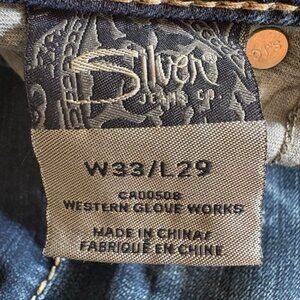 Silver
JEANS CO.
W33/L29
CA00508
WESTERN GLOVE WORKS
MADE IN CHINA/
FABRIQUÉ EN CHINE